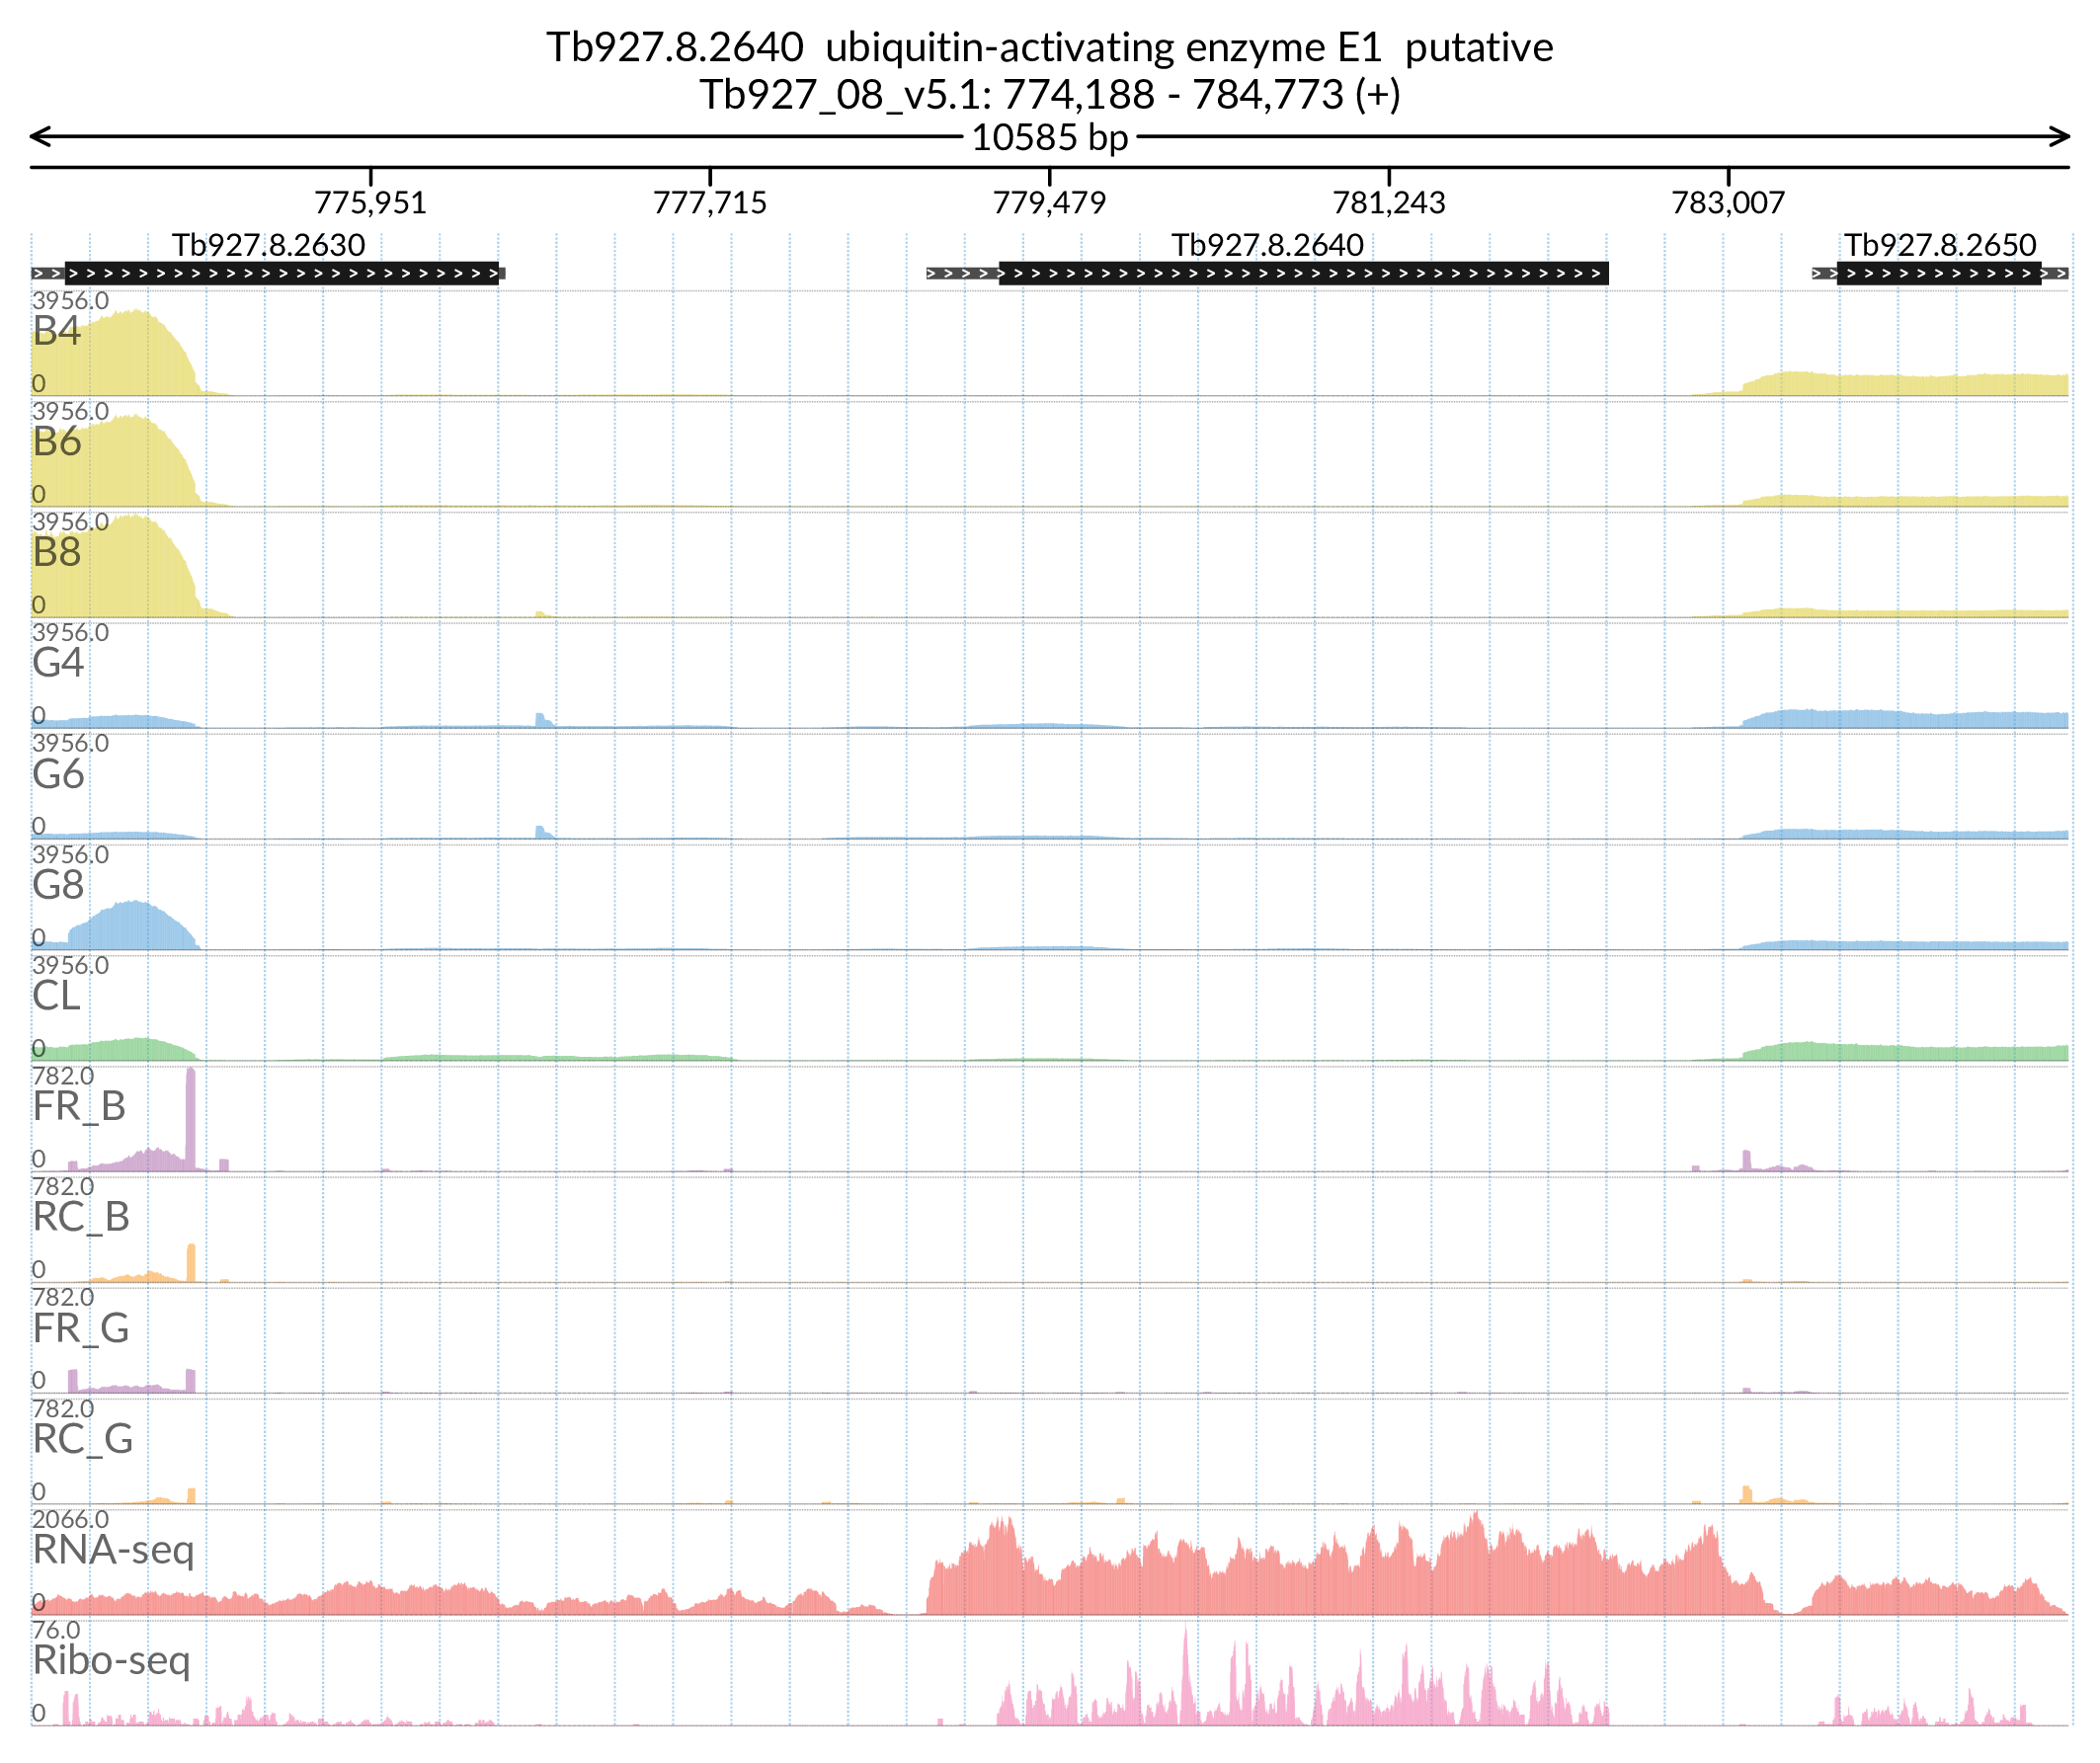 Tb927.8.2640  ubiquitin-activating enzyme E1  putative
Tb927_08_v5.1: 774,188 - 784,773 (+)
10585 bp
775,951 777,715 779,479 781,243 783,007
Tb927.8.2630 Tb927.8.2640 Tb927.8.2650
3956.0
B4
0
3956.0
B6
0
3956.0
B8
0
3956.0
G4
0
3956.0
G6
0
3956.0
G8
0
3956.0
CL
0
782.0
FR_B
0
782.0
RC_B
0
782.0
FR_G
0
782.0
RC_G
0
2066.0
RNA-seq
0
76.0
Ribo-seq
0